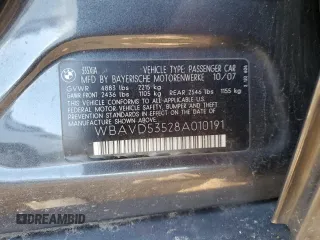 VEHICLE TYPE: PASSENGER CAR
MFD BY BAYERISCHE MOTORENWERKE 10/07
GVWR 4883 LBS 2215 kg
GAWR FRONT 2436 LBS 1105 kg REAR 2546 LBS 1155 kg
THIS VEHICLE CONFORMS TO ALL APPLICABLE FEDERAL
MOTOR VEHICLE SAFETY, BUMPER AND THEFT
PREVENTION STANDARDS IN EFFECT ON THE DATE OF
MANUFACTURE SHOWN ABOVE.
WBAVD53528A010191
DREAMBID